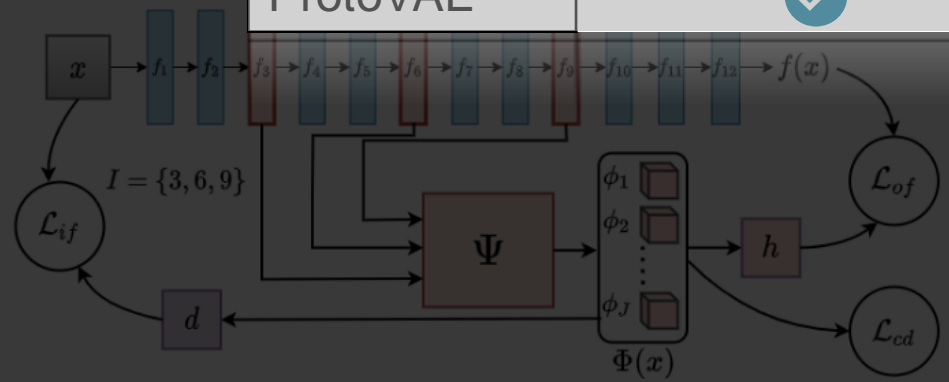 ProtoVAE
x f₁ f₂ f₃ f₄ f₅ f₆ f₇ f₈ f₉ f₁₀ f₁₁ f₁₂ f(x)
I = {3, 6, 9}
ϕ₁
ℒ_of
ℒ_if
ϕ₂
Ψ
h
ϕ_J
d
ℒ_cd
Φ(x)